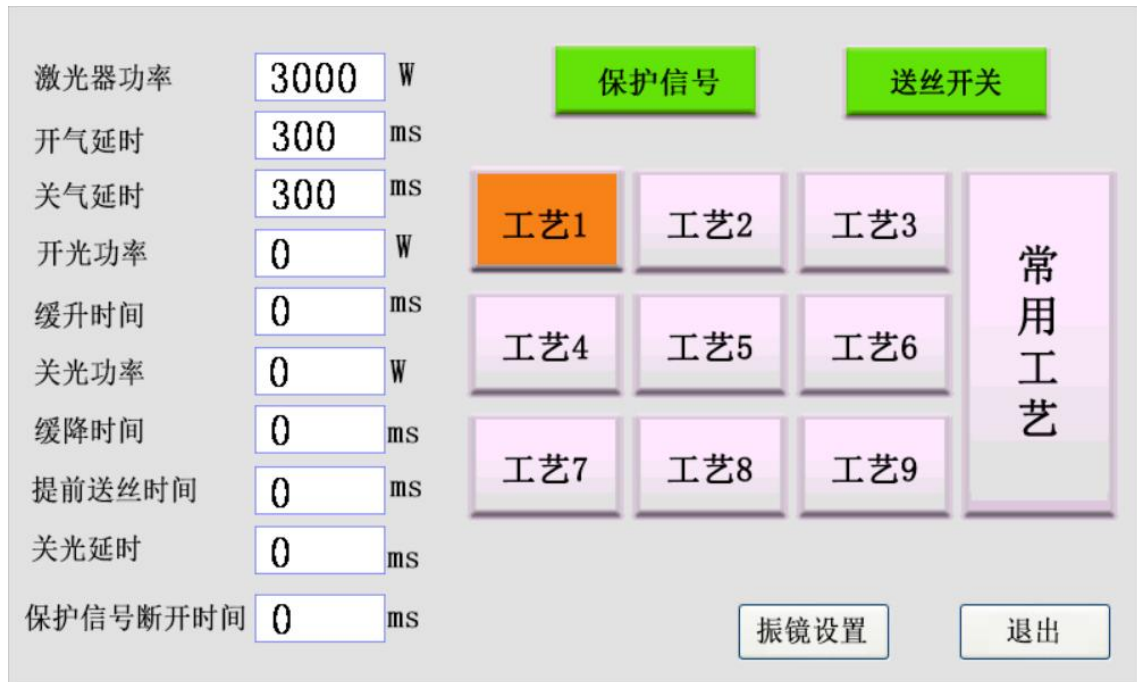 激光器功率 3000 W
开气延时 300 ms
关气延时 300 ms
开光功率 0 W
缓升时间 0 ms
关光功率 0 W
缓降时间 0 ms
提前送丝时间 0 ms
关光延时 0 ms
保护信号断开时间 0 ms
保护信号 送丝开关
工艺1 工艺2 工艺3
工艺4 工艺5 工艺6
工艺7 工艺8 工艺9
常用工艺
振镜设置 退出